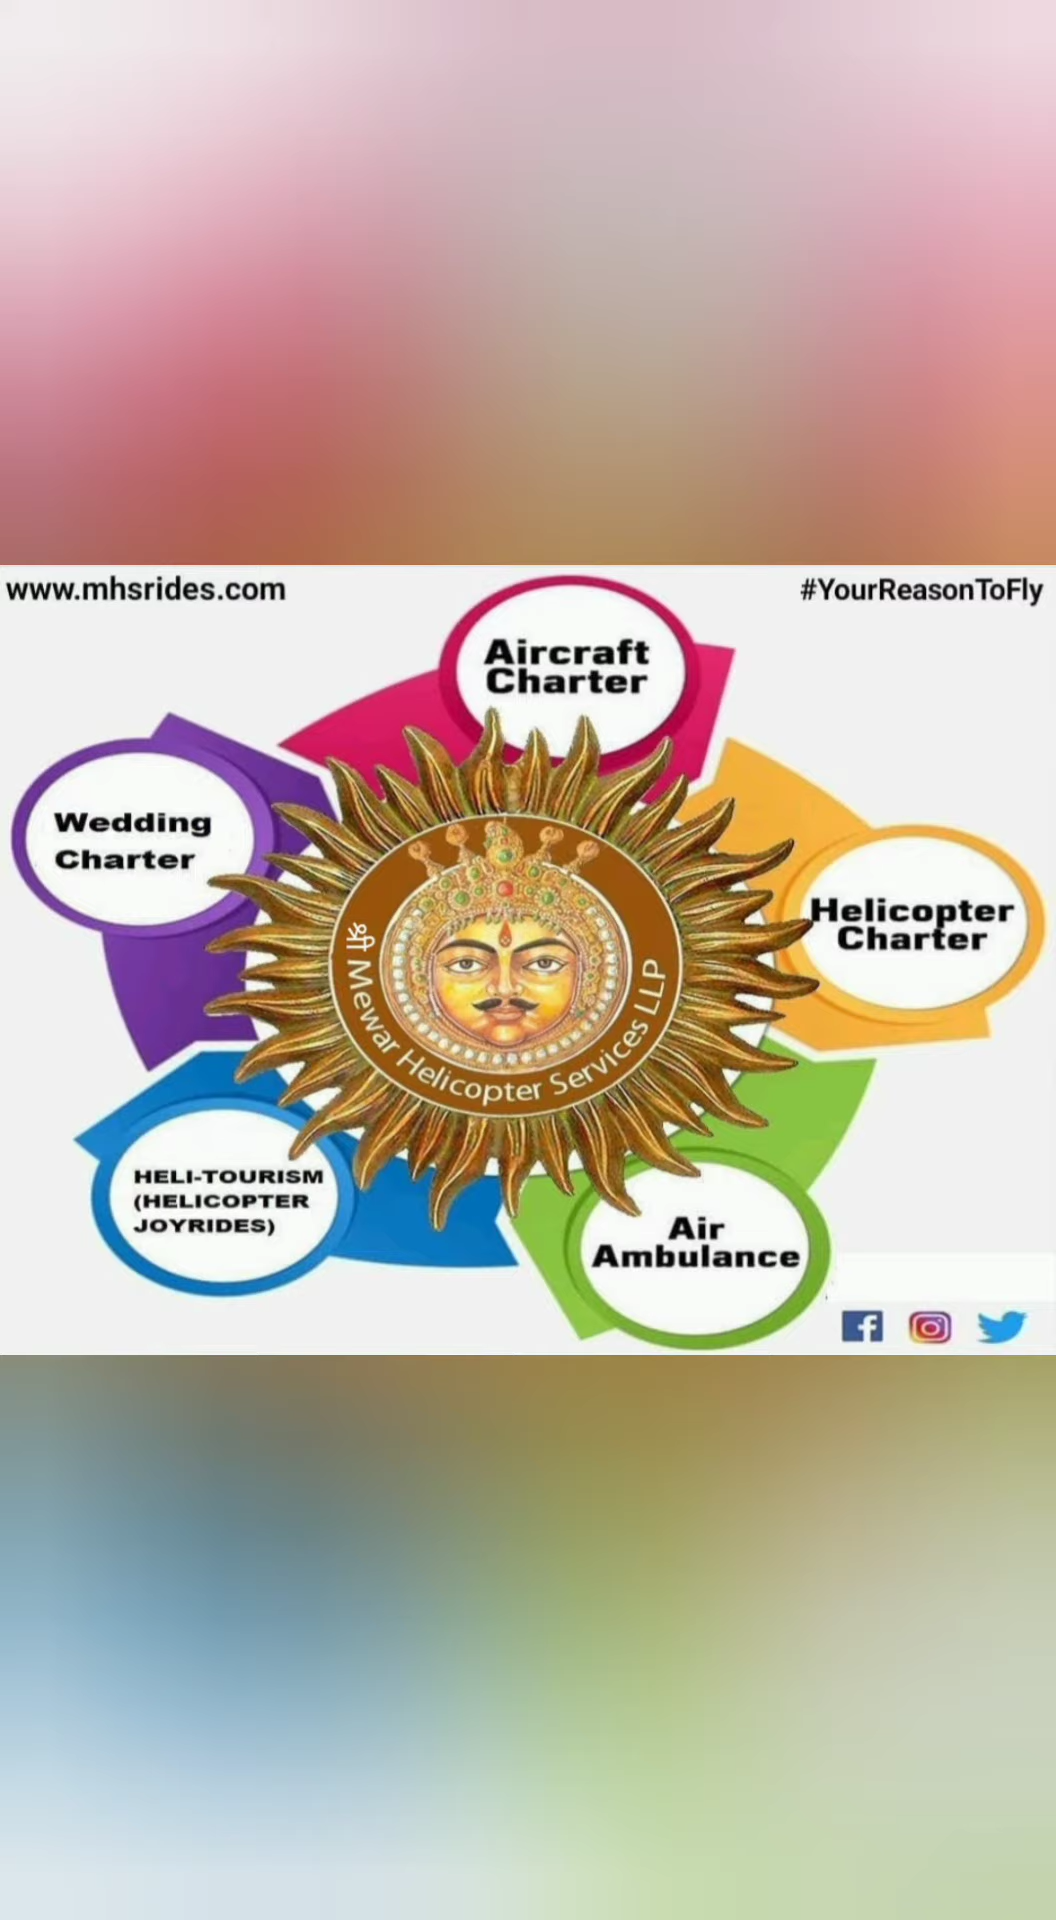 www.mhsrides.com
#YourReasonToFly
Aircraft
Charter
Wedding
Charter
Helicopter
Charter
श्री Mewar Helicopter Services LLP
HELI-TOURISM
(HELICOPTER
JOYRIDES)
Air
Ambulance